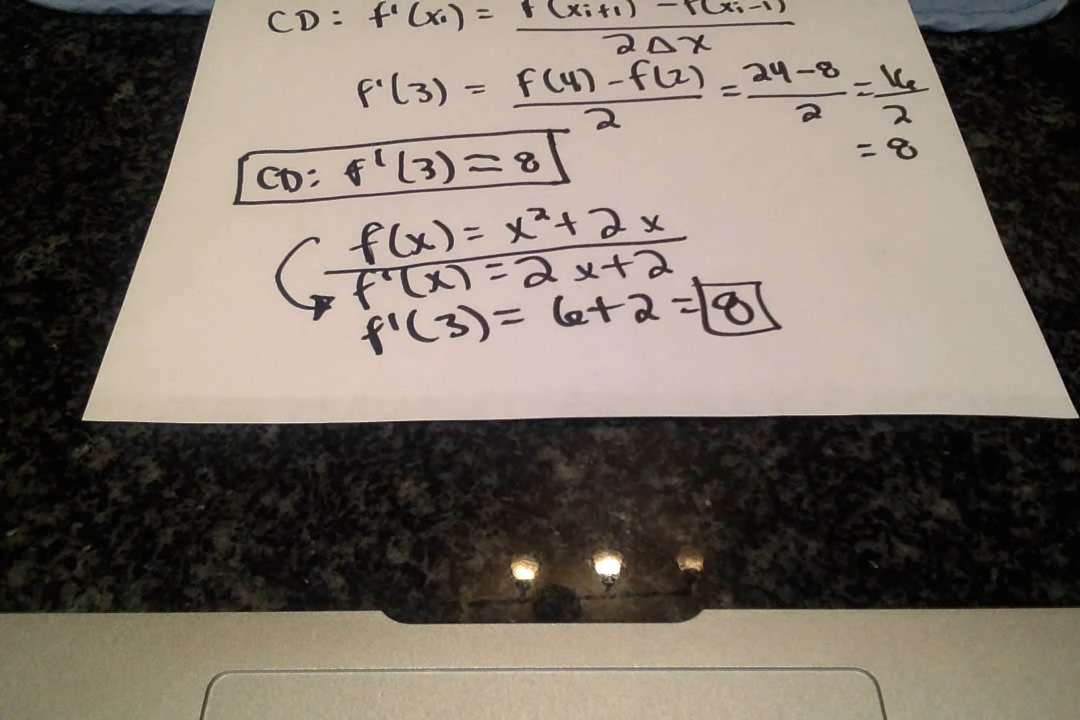 CD: f'(xi) = f(xi+1) - f(xi-1)
2Δx
f'(3) = f(4) - f(2) = 24-8 = 16
2 2 2
= 8
CD: f'(3) = 8
f(x) = x² + 2x
f'(x) = 2x+2
f'(3) = 6+2 = 8